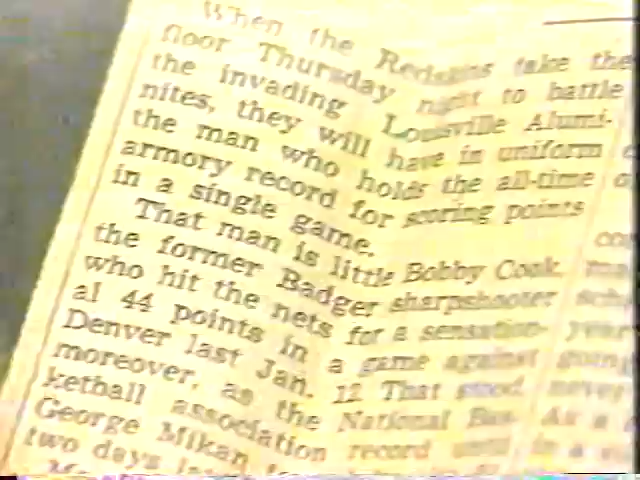 When the Redskins take the
floor Thursday night to battle
the invading Louisville Alumi-
nites, they will have in uniform
the man who holds the all-time
armory record for scoring points
in a single game.
That man is little Bobby Cook,
the former Badger sharpshooter
who hit the nets for a sensation-
al 44 points in a game against
Denver last Jan. 12. That stood,
moreover, as the National Bas-
ketball association record until
George Mikan
two days later